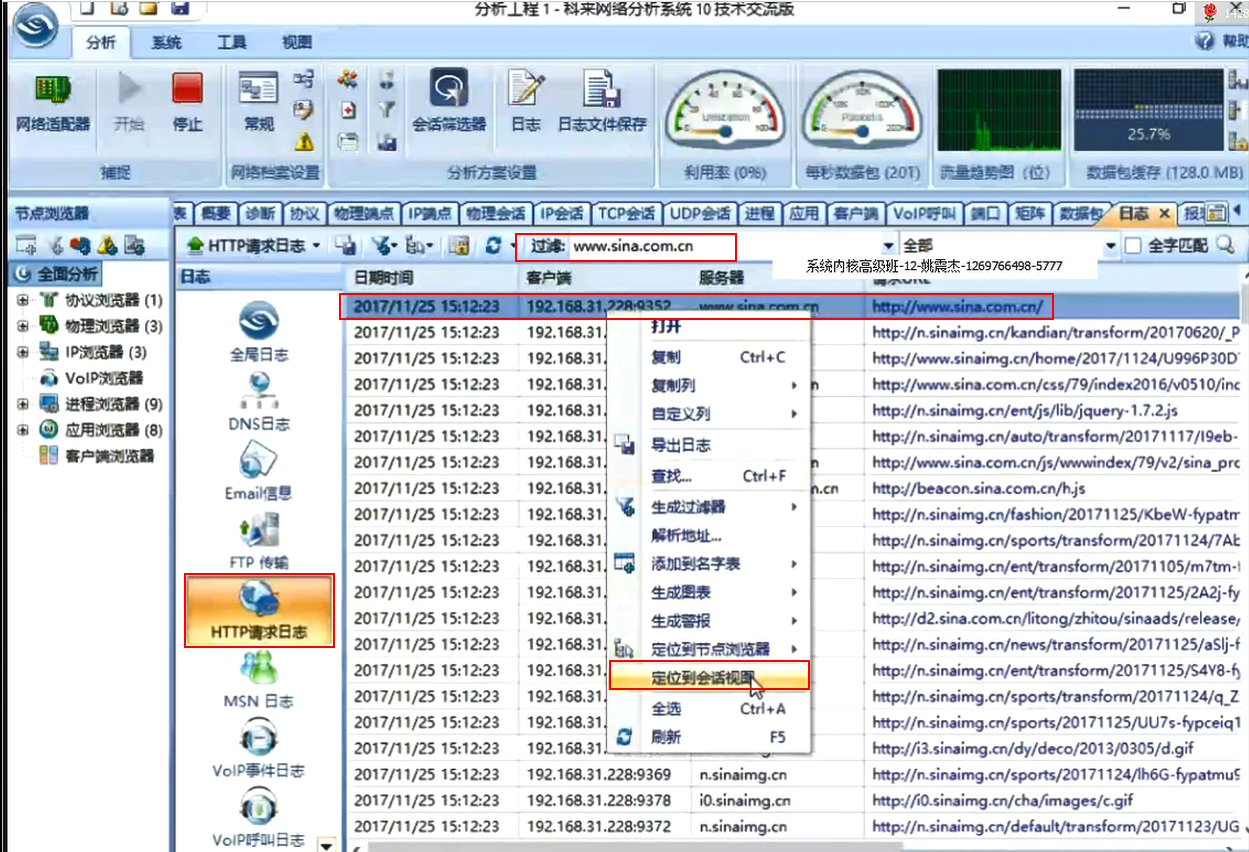 分析工程 1 - 科来网络分析系统 10 技术交流版
分析 系统 工具 视图 帮助
网络适配器 开始 停止 常规 会话筛选器 日志 日志文件保存 25.7%
捕捉 网络档案设置 分析方案设置 利用率 (0%) 每秒数据包 (201) 流量趋势图 (位) 数据包缓存 (128.0 MB)
节点浏览器 表 概要 诊断 协议 物理端点 IP端点 物理会话 IP会话 TCP会话 UDP会话 进程 应用 客户端 VoIP呼叫 端口 矩阵 数据包 日志 报
HTTP请求日志 过滤: www.sina.com.cn 全部 全字匹配
系统内核高级班-12-姚震杰-1269766498-5777
全面分析
协议浏览器 (1)
物理浏览器 (3)
IP浏览器 (3)
VoIP浏览器
进程浏览器 (9)
应用浏览器 (8)
客户端浏览器
日志
全局日志
DNS日志
Email信息
FTP 传输
HTTP请求日志
MSN 日志
VoIP事件日志
VoIP呼叫日志
日期时间 客户端 服务器 请求URL
2017/11/25 15:12:23 192.168.31.228:9352 www.sina.com.cn http://www.sina.com.cn/
2017/11/25 15:12:23 192.168.31. http://n.sinaimg.cn/kandian/transform/20170620/_P
2017/11/25 15:12:23 192.168.31. http://www.sinaimg.cn/home/2017/1124/U996P30D
2017/11/25 15:12:23 192.168.31. n http://www.sina.com.cn/css/79/index2016/v0510/inc
2017/11/25 15:12:23 192.168.31. http://n.sinaimg.cn/ent/js/lib/jquery-1.7.2.js
2017/11/25 15:12:23 192.168.31. http://n.sinaimg.cn/auto/transform/20171117/I9eb-
2017/11/25 15:12:23 192.168.31. n http://www.sina.com.cn/js/wwwindex/79/v2/sina_prc
2017/11/25 15:12:23 192.168.31. n.cn http://beacon.sina.com.cn/h.js
2017/11/25 15:12:23 192.168.31. http://n.sinaimg.cn/fashion/20171125/KbeW-fypatm
2017/11/25 15:12:23 192.168.31. http://n.sinaimg.cn/sports/transform/20171124/7Ab
2017/11/25 15:12:23 192.168.31. http://n.sinaimg.cn/ent/transform/20171105/m7tm-f
2017/11/25 15:12:23 192.168.31. http://n.sinaimg.cn/ent/transform/20171125/2A2j-fy
2017/11/25 15:12:23 192.168.31. http://d2.sina.com.cn/litong/zhitou/sinaads/release/
2017/11/25 15:12:23 192.168.31. http://n.sinaimg.cn/news/transform/20171125/aSlj-f
2017/11/25 15:12:23 192.168.31. http://n.sinaimg.cn/ent/transform/20171125/S4Y8-fy
2017/11/25 15:12:23 192.168.31. http://n.sinaimg.cn/sports/transform/20171124/q_Z
2017/11/25 15:12:23 192.168.31. http://n.sinaimg.cn/sports/20171125/UU7s-fypceiq1
2017/11/25 15:12:23 192.168.31. http://i3.sinaimg.cn/dy/deco/2013/0305/d.gif
2017/11/25 15:12:23 192.168.31.228:9369 n.sinaimg.cn http://n.sinaimg.cn/sports/20171124/lh6G-fypatmu9
2017/11/25 15:12:23 192.168.31.228:9378 i0.sinaimg.cn http://i0.sinaimg.cn/cha/images/c.gif
2017/11/25 15:12:23 192.168.31.228:9372 n.sinaimg.cn http://n.sinaimg.cn/default/transform/20171123/UG
打开
复制 Ctrl+C
复制列
自定义列
导出日志
查找... Ctrl+F
生成过滤器
解析地址...
添加到名字表
生成图表
生成警报
定位到节点浏览器
定位到会话视图
全选 Ctrl+A
刷新 F5